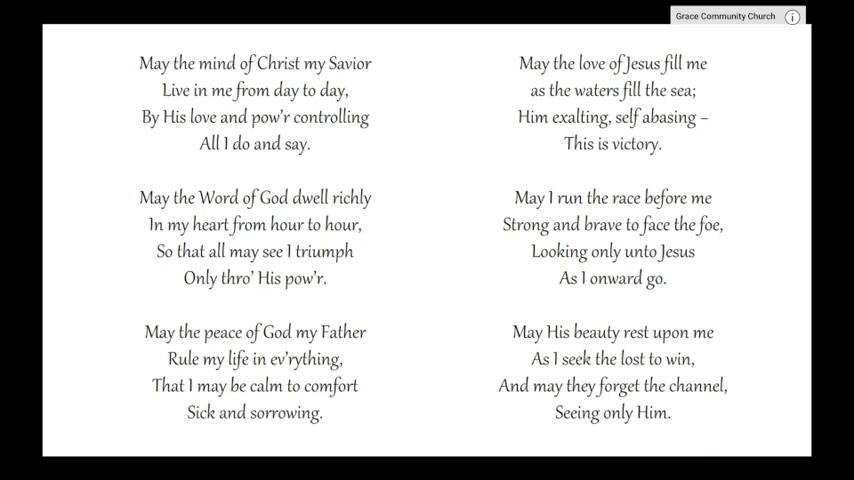 Grace Community Church
May the mind of Christ my Savior
Live in me from day to day,
By His love and pow'r controlling
All I do and say.
May the Word of God dwell richly
In my heart from hour to hour,
So that all may see I triumph
Only thro' His pow'r.
May the peace of God my Father
Rule my life in ev'rything,
That I may be calm to comfort
Sick and sorrowing.
May the love of Jesus fill me
as the waters fill the sea;
Him exalting, self abasing –
This is victory.
May I run the race before me
Strong and brave to face the foe,
Looking only unto Jesus
As I onward go.
May His beauty rest upon me
As I seek the lost to win,
And may they forget the channel,
Seeing only Him.